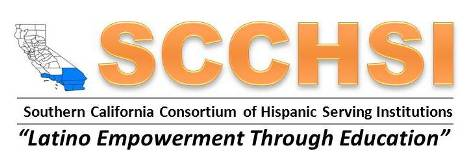 SCCHSI
Southern California Consortium of Hispanic Serving Institutions
“Latino Empowerment Through Education”